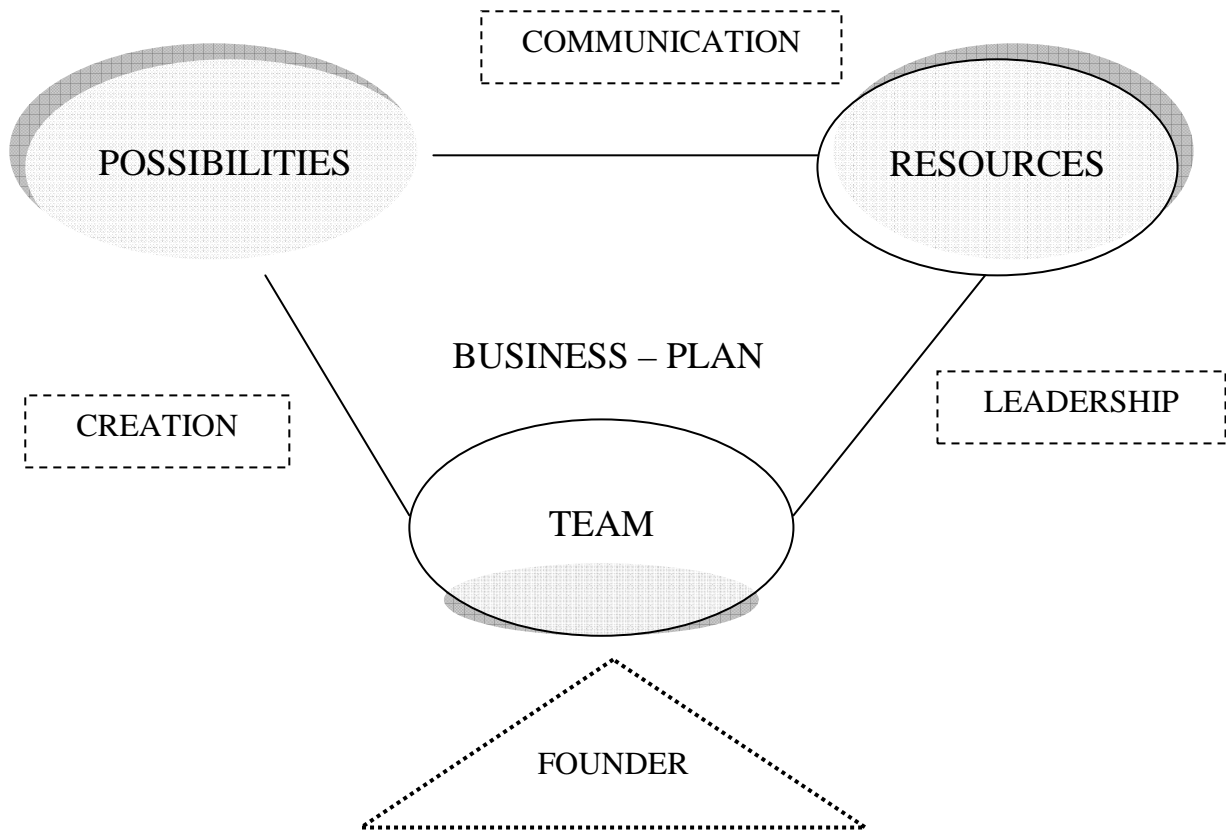 COMMUNICATION
POSSIBILITIES
RESOURCES
BUSINESS – PLAN
LEADERSHIP
CREATION
TEAM
FOUNDER